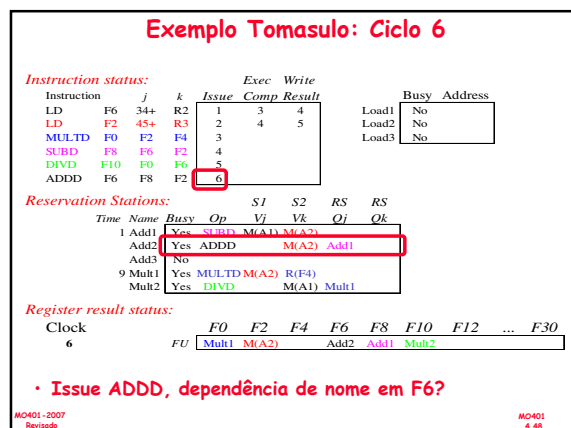 Exemplo Tomasulo: Ciclo 6
Instruction status: Exec Write
Instruction j k Issue Comp Result Busy Address
LD F6 34+ R2 1 3 4 Load1 No
LD F2 45+ R3 2 4 5 Load2 No
MULTD F0 F2 F4 3 Load3 No
SUBD F8 F6 F2 4
DIVD F10 F0 F6 5
ADDD F6 F8 F2 6
Reservation Stations: S1 S2 RS RS
Time Name Busy Op Vj Vk Qj Qk
1 Add1 Yes SUBD M(A1) M(A2)
Add2 Yes ADDD M(A2) Add1
Add3 No
9 Mult1 Yes MULTD M(A2) R(F4)
Mult2 Yes DIVD M(A1) Mult1
Register result status:
Clock F0 F2 F4 F6 F8 F10 F12 ... F30
6 FU Mult1 M(A2) Add2 Add1 Mult2
• Issue ADDD, dependência de nome em F6?
MO401-2007 MO401
Revisado 4.48